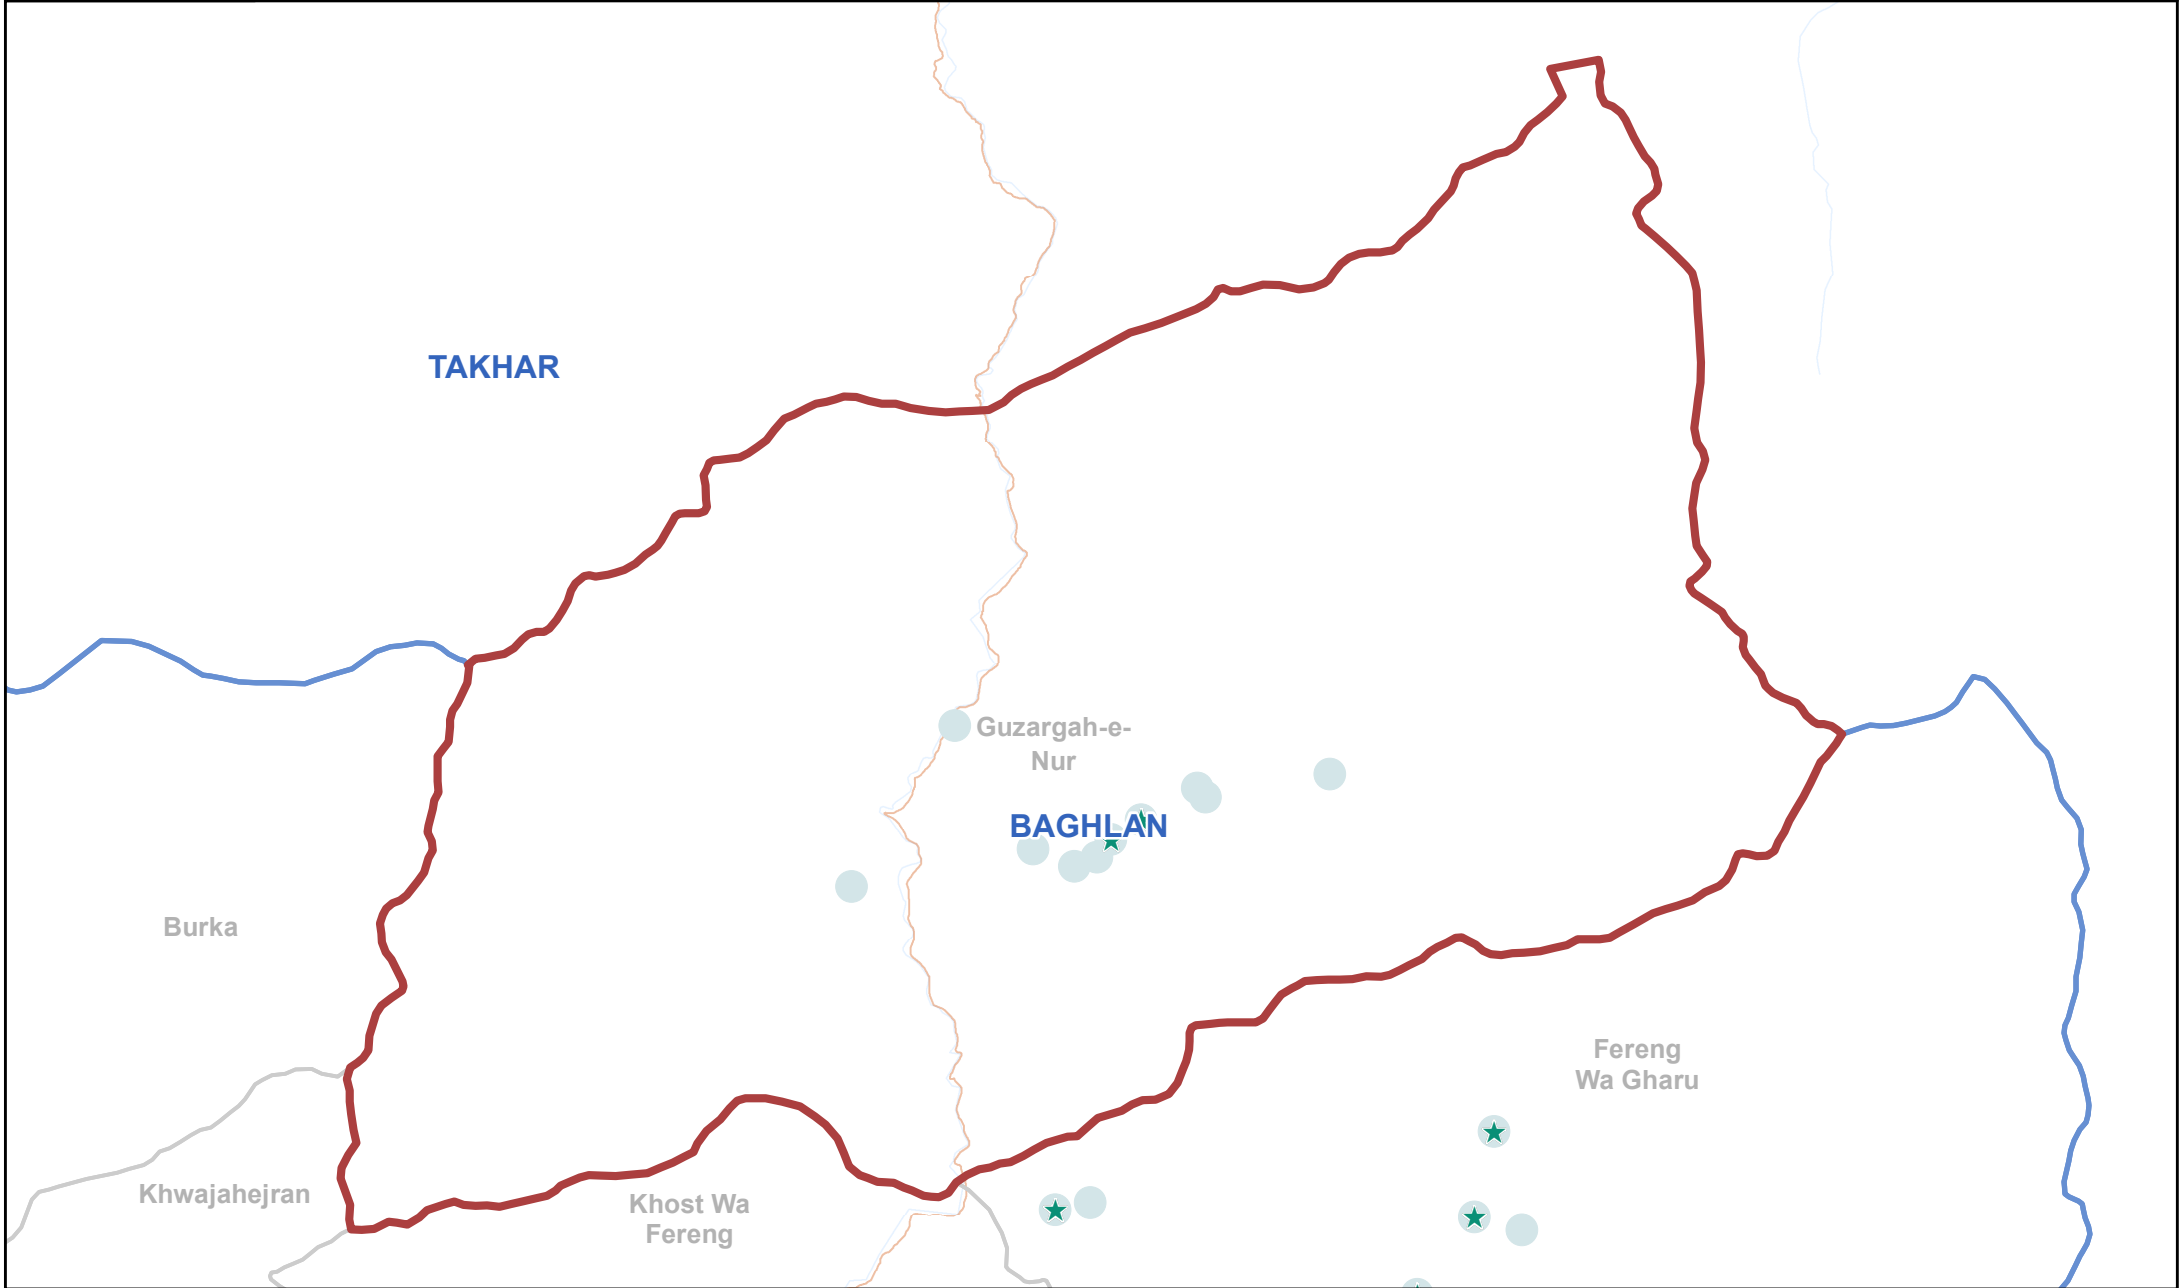 TAKHAR
Guzargah-e-
Nur
BAGHLAN
Burka
Fereng
Wa Gharu
Khwajahejran
Khost Wa
Fereng